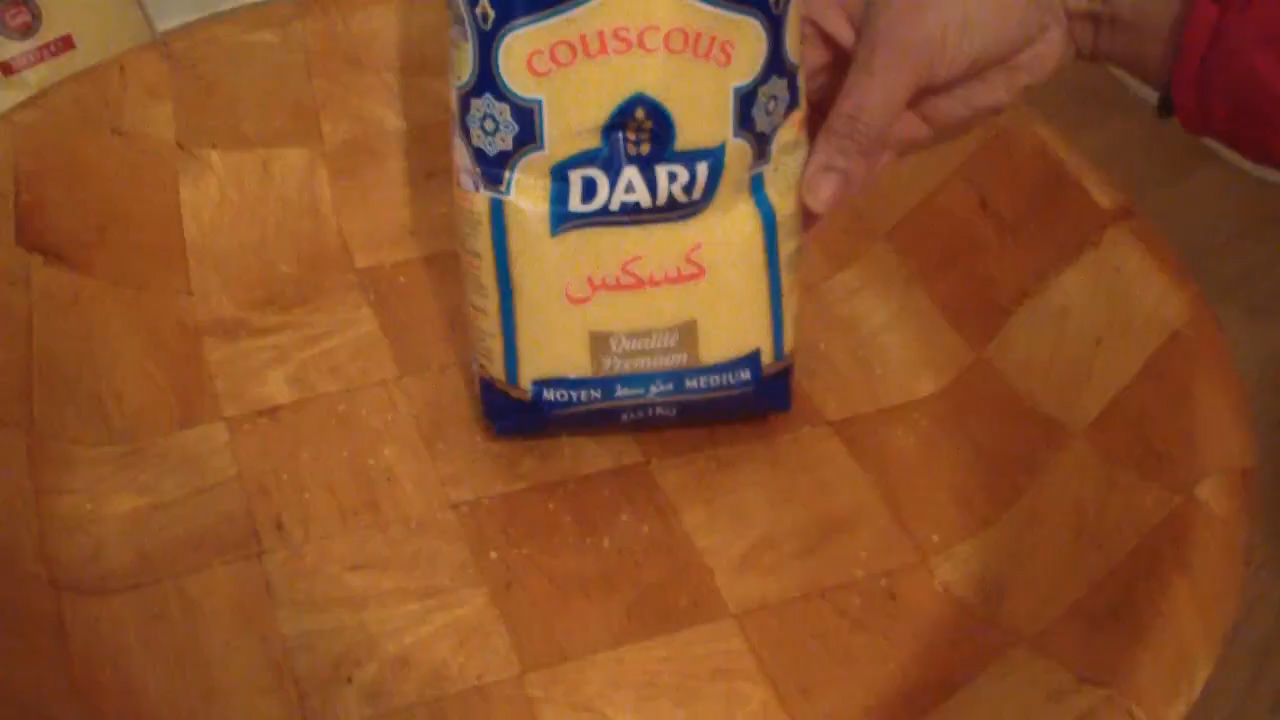 COUSCOUS
DARI
كسكس
Qualité
Premium
MOYEN متوسط MEDIUM